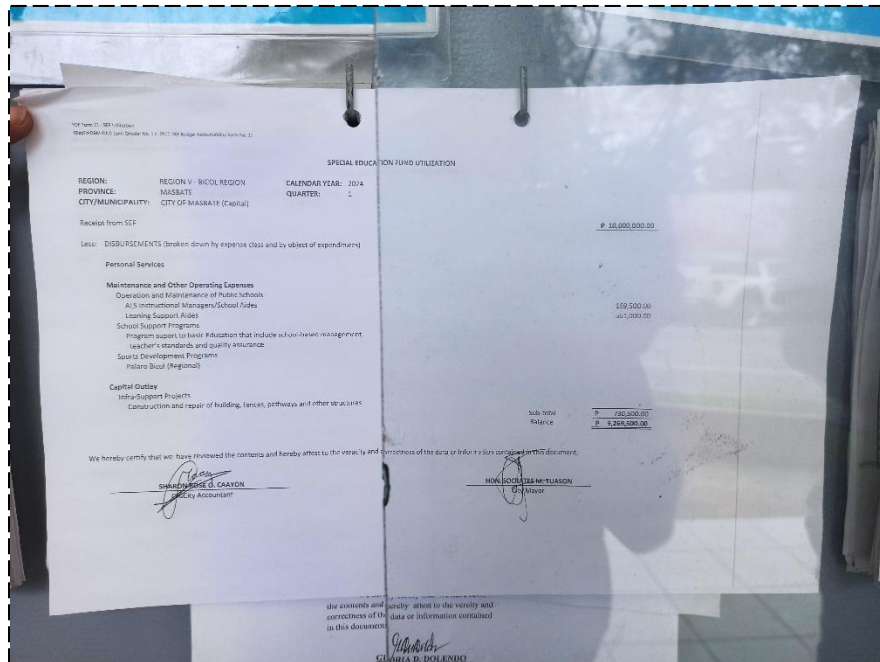 SPECIAL EDUCATION FUND UTILIZATION
REGION: REGION V - BICOL REGION CALENDAR YEAR: 2024
PROVINCE: MASBATE QUARTER: 1
CITY/MUNICIPALITY: CITY OF MASBATE (Capital)
Receipt from SEF P 10,000,000.00
Less: DISBURSEMENTS (broken down by expense class and by object of expenditures)
Personal Services P
Maintenance and Other Operating Expenses
Operation and Maintenance of Public Schools
ALS Instructional Managers/School Aides 169,500.00
Leaning Support Aides
School Support Programs
Program suport to basic Education that include school-based management,
teacher's standards and quality assurance
Sports Development Programs
Palaro Bicol (Regional)
Capital Outlay
Infra-Support Projects
Construction and repair of building, fences, pathways and other structures
Sub-total P 730,500.00
Balance P 9,269,500.00
We hereby certify that we have reviewed the contents and hereby attest to the veracity and correctness of the data or information contained in this document.
SHARON ROSE O. CAAYON HON. SOCRATES M. TUASON
City Accountant City Mayor
the contents and hereby attest to the vercity and
correctness of the data or information contained
in this document
GLORIA D. DOLENDO